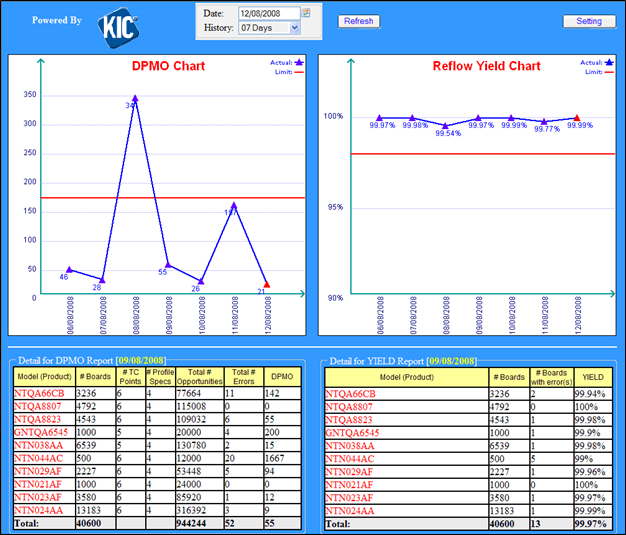 Powered By KIC
Date: 12/08/2008
History: 07 Days
Refresh
Setting
DPMO Chart
Actual:
Limit:
350
300
250
200
150
100
50
0
46
28
55
26
21
06/08/2008
07/08/2008
08/08/2008
09/08/2008
10/08/2008
11/08/2008
12/08/2008
Reflow Yield Chart
Actual:
Limit:
100%
95%
90%
99.97% 99.98% 99.54% 99.97% 99.99% 99.77% 99.99%
06/08/2008
07/08/2008
08/08/2008
09/08/2008
10/08/2008
11/08/2008
12/08/2008
Detail for DPMO Report [09/08/2008]
Model (Product) # Boards # TC Points # Profile Specs Total # Opportunities Total # Errors DPMO
NTQA66CB 3236 6 4 77664 11 142
NTQA8807 4792 6 4 115008 0 0
NTQA8823 4543 6 4 109032 6 55
GNTQA6545 1000 5 4 20000 4 200
NTN038AA 6539 5 4 130780 2 15
NTN044AC 500 6 4 12000 20 1667
NTN029AF 2227 6 4 53448 5 94
NTN021AF 1000 6 4 24000 0 0
NTN023AF 3580 6 4 85920 1 12
NTN024AA 13183 6 4 316392 3 9
Total: 40600 944244 52 55
Detail for YIELD Report [09/08/2008]
Model (Product) # Boards # Boards with error(s) YIELD
NTQA66CB 3236 2 99.94%
NTQA8807 4792 0 100%
NTQA8823 4543 1 99.98%
GNTQA6545 1000 1 99.9%
NTN038AA 6539 1 99.98%
NTN044AC 500 5 99%
NTN029AF 2227 1 99.96%
NTN021AF 1000 0 100%
NTN023AF 3580 1 99.97%
NTN024AA 13183 1 99.99%
Total: 40600 13 99.97%